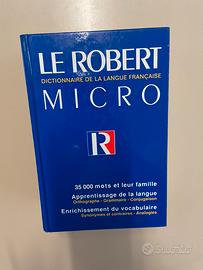 LE ROBERT
DICTIONNAIRE DE LA LANGUE FRANÇAISE
MICRO
R
35 000 mots et leur famille
Apprentissage de la langue
Orthographe - Grammaire - Conjugaison
Enrichissement du vocabulaire
Synonymes et contraires - Analogies
subito